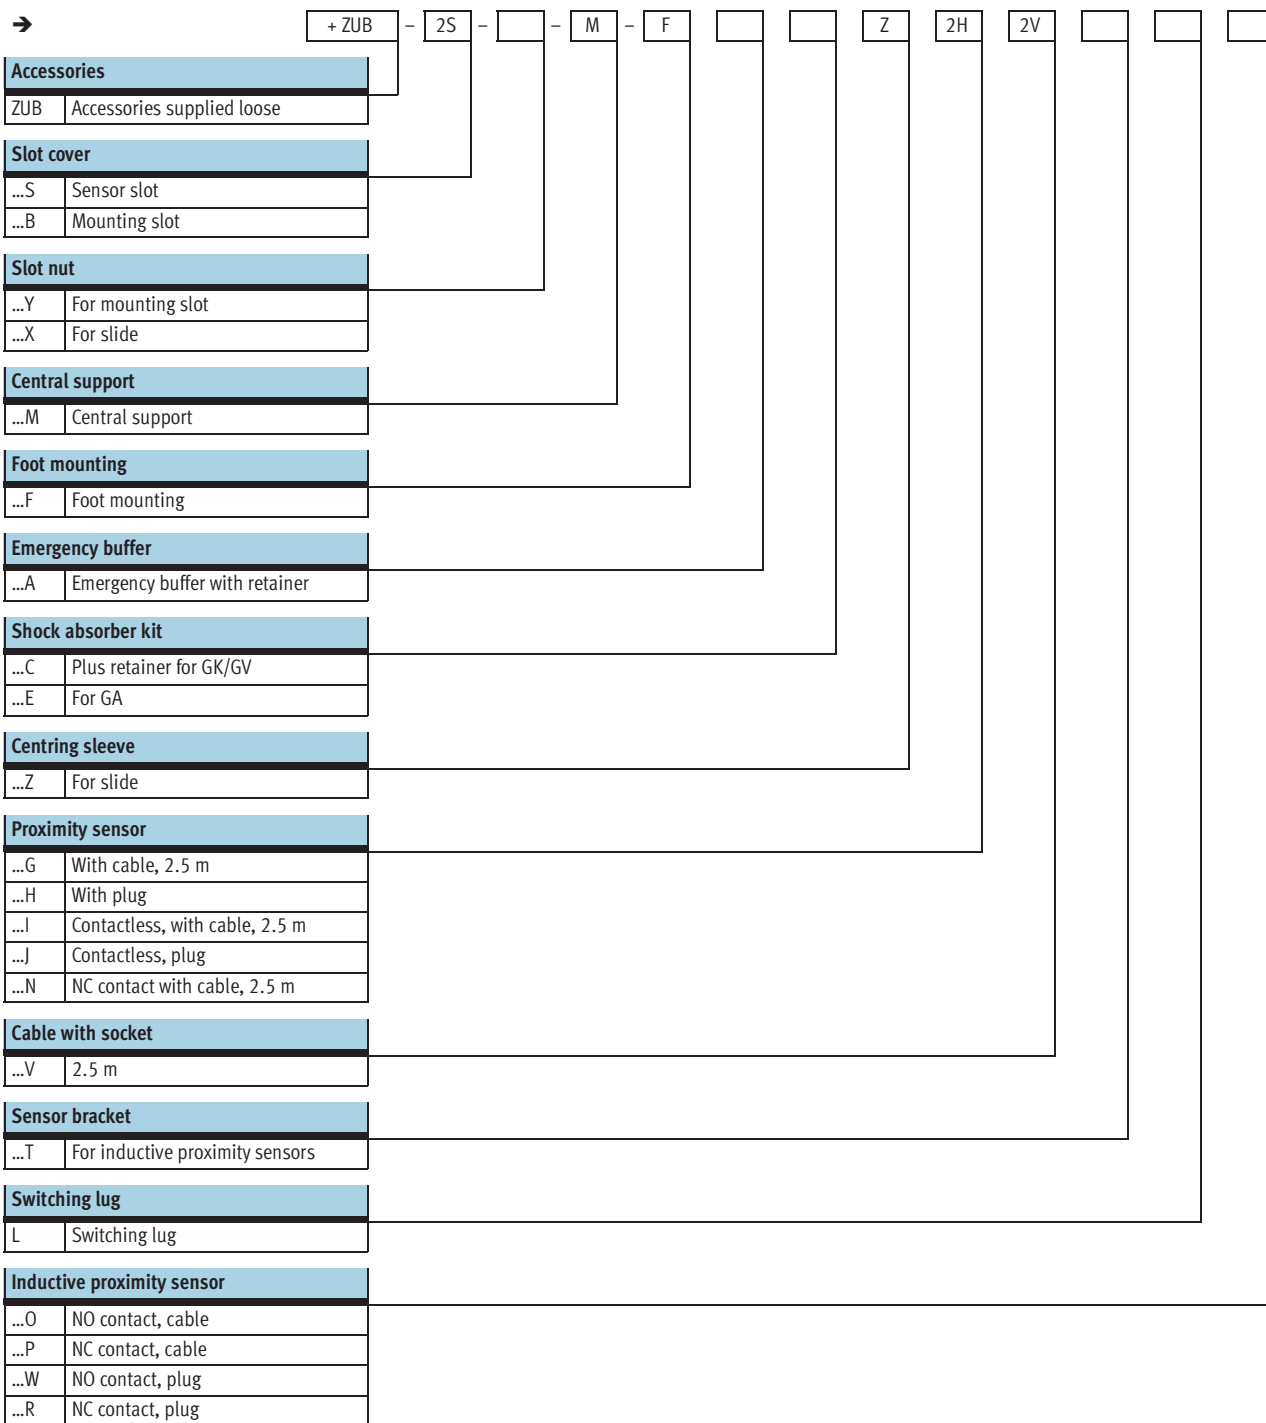 ➔ + ZUB – 2S – – M – F Z 2H 2V
Accessories
ZUB Accessories supplied loose
Slot cover
...S Sensor slot
...B Mounting slot
Slot nut
...Y For mounting slot
...X For slide
Central support
...M Central support
Foot mounting
...F Foot mounting
Emergency buffer
...A Emergency buffer with retainer
Shock absorber kit
...C Plus retainer for GK/GV
...E For GA
Centring sleeve
...Z For slide
Proximity sensor
...G With cable, 2.5 m
...H With plug
...I Contactless, with cable, 2.5 m
...J Contactless, plug
...N NC contact with cable, 2.5 m
Cable with socket
...V 2.5 m
Sensor bracket
...T For inductive proximity sensors
Switching lug
L Switching lug
Inductive proximity sensor
...O NO contact, cable
...P NC contact, cable
...W NO contact, plug
...R NC contact, plug